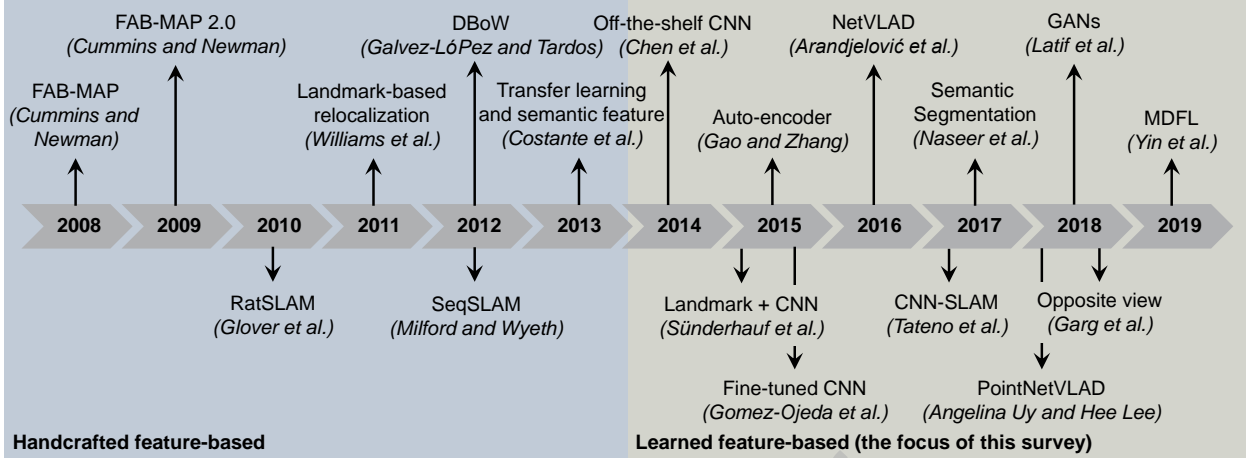 FAB-MAP 2.0
(Cummins and Newman)
DBoW
(Galvez-LóPez and Tardos)
Off-the-shelf CNN
(Chen et al.)
NetVLAD
(Arandjelović et al.)
GANs
(Latif et al.)
FAB-MAP
(Cummins and
Newman)
Landmark-based
relocalization
(Williams et al.)
Transfer learning
and semantic feature
(Costante et al.)
Auto-encoder
(Gao and Zhang)
Semantic
Segmentation
(Naseer et al.)
MDFL
(Yin et al.)
2008
2009
2010
2011
2012
2013
2014
2015
2016
2017
2018
2019
RatSLAM
(Glover et al.)
SeqSLAM
(Milford and Wyeth)
Landmark + CNN
(Sünderhauf et al.)
CNN-SLAM
(Tateno et al.)
Opposite view
(Garg et al.)
Fine-tuned CNN
(Gomez-Ojeda et al.)
PointNetVLAD
(Angelina Uy and Hee Lee)
Handcrafted feature-based
Learned feature-based (the focus of this survey)